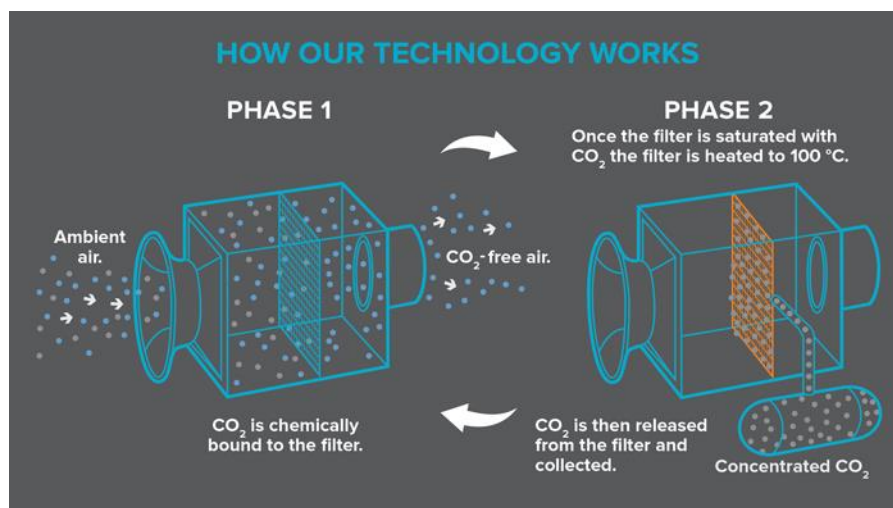 HOW OUR TECHNOLOGY WORKS
PHASE 1
Ambient
air.
CO₂-free air.
CO₂ is chemically
bound to the filter.
PHASE 2
Once the filter is saturated with
CO₂ the filter is heated to 100 °C.
CO₂ is then released
from the filter and
collected.
Concentrated CO₂